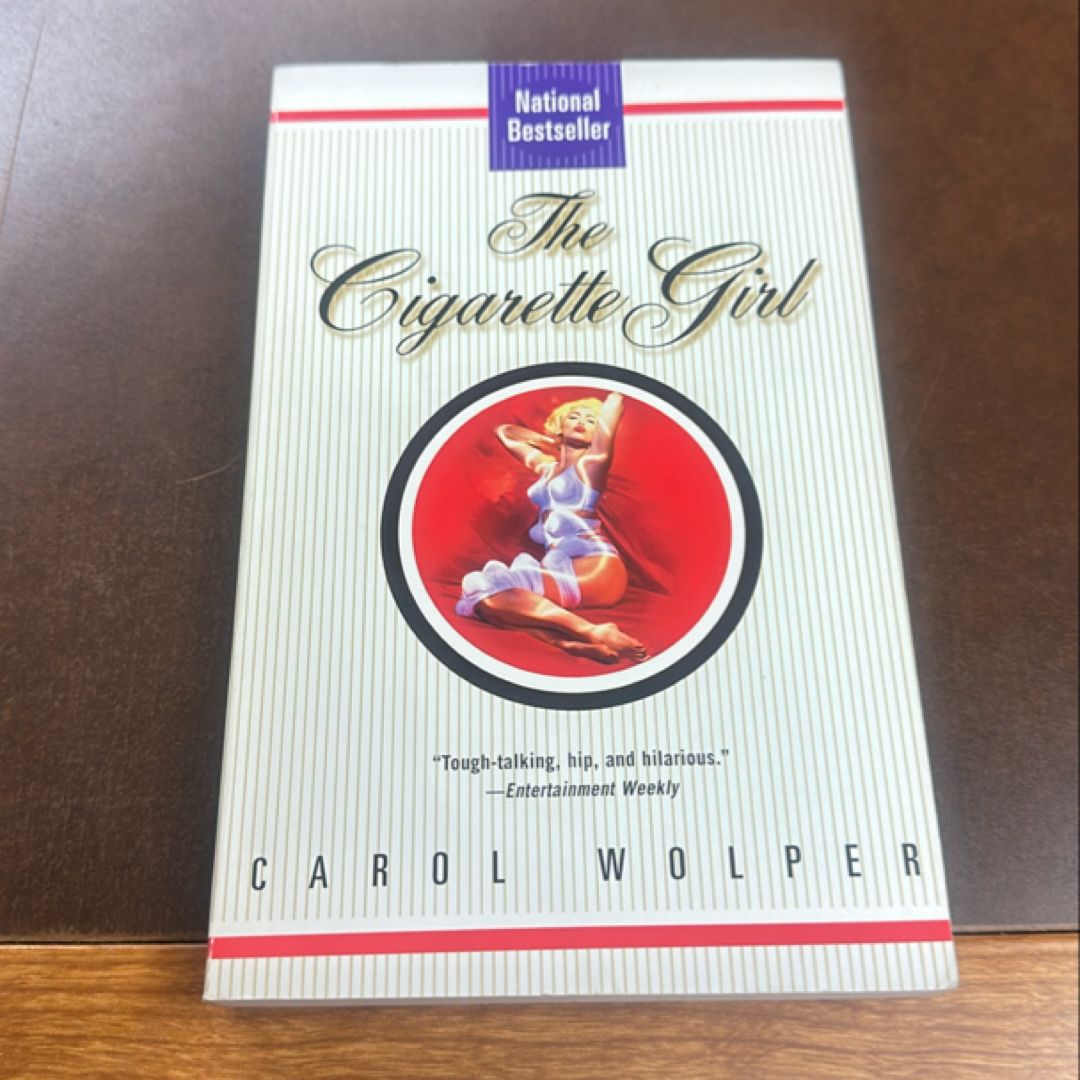 National
Bestseller
The
Cigarette Girl
“Tough-talking, hip, and hilarious.”
—Entertainment Weekly
CAROL WOLPER